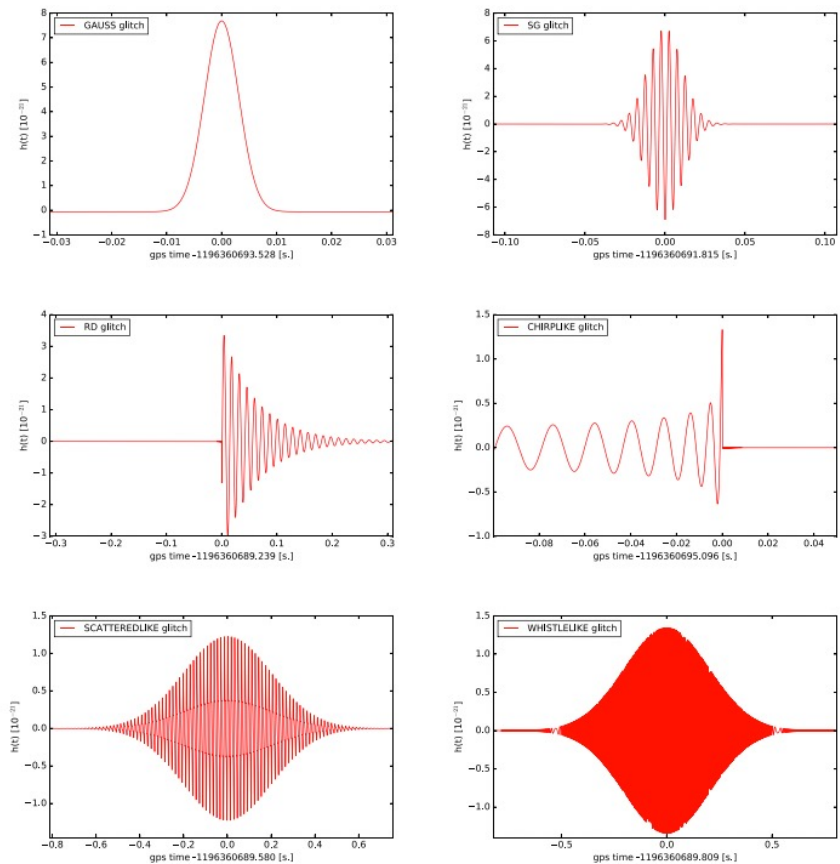 8
7
6
5
4
3
2
1
0
−1
h(t) [10⁻²¹]
GAUSS glitch
−0.03 −0.02 −0.01 0.00 0.01 0.02 0.03
gps time -1196360693.528 [s.]
8
6
4
2
0
−2
−4
−6
−8
h(t) [10⁻²¹]
SG glitch
−0.10 −0.05 0.00 0.05 0.10
gps time -1196360691.815 [s.]
4
3
2
1
0
−1
−2
−3
h(t) [10⁻²¹]
RD glitch
−0.3 −0.2 −0.1 0.0 0.1 0.2 0.3
gps time -1196360689.239 [s.]
1.5
1.0
0.5
0.0
−0.5
−1.0
h(t) [10⁻²¹]
CHIRPLIKE glitch
−0.08 −0.06 −0.04 −0.02 0.00 0.02 0.04
gps time -1196360695.096 [s.]
1.5
1.0
0.5
0.0
−0.5
−1.0
h(t) [10⁻²¹]
SCATTEREDLIKE glitch
−0.8 −0.6 −0.4 −0.2 0.0 0.2 0.4 0.6
gps time -1196360689.580 [s.]
1.5
1.0
0.5
0.0
−0.5
−1.0
h(t) [10⁻²¹]
WHISTLELIKE glitch
−0.5 0.0 0.5
gps time -1196360689.809 [s.]